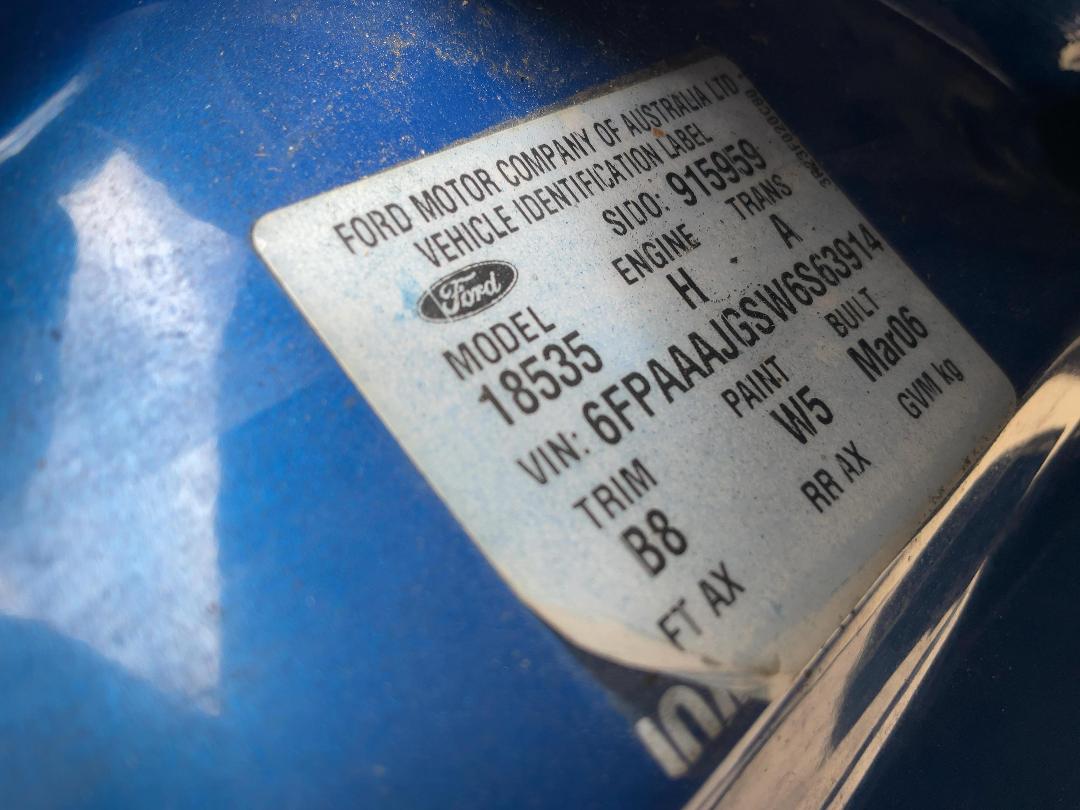 FORD MOTOR COMPANY OF AUSTRALIA LTD
VEHICLE IDENTIFICATION LABEL
Ford
SIDO: 915959
MODEL ENGINE TRANS
18535 H A
VIN: 6FPAAAJGSW6S63914
TRIM PAINT BUILT
B8 W5 Mar06
FT AX RR AX GVM kg